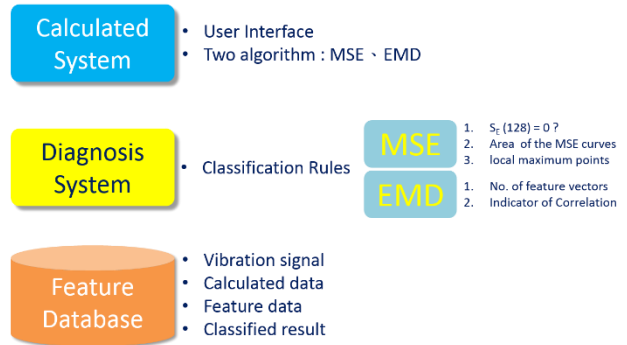 Calculated
System
• User Interface
• Two algorithm : MSE、EMD
Diagnosis
System
• Classification Rules
MSE
1. SE (128) = 0 ?
2. Area of the MSE curves
3. local maximum points
EMD
1. No. of feature vectors
2. Indicator of Correlation
Feature
Database
• Vibration signal
• Calculated data
• Feature data
• Classified result